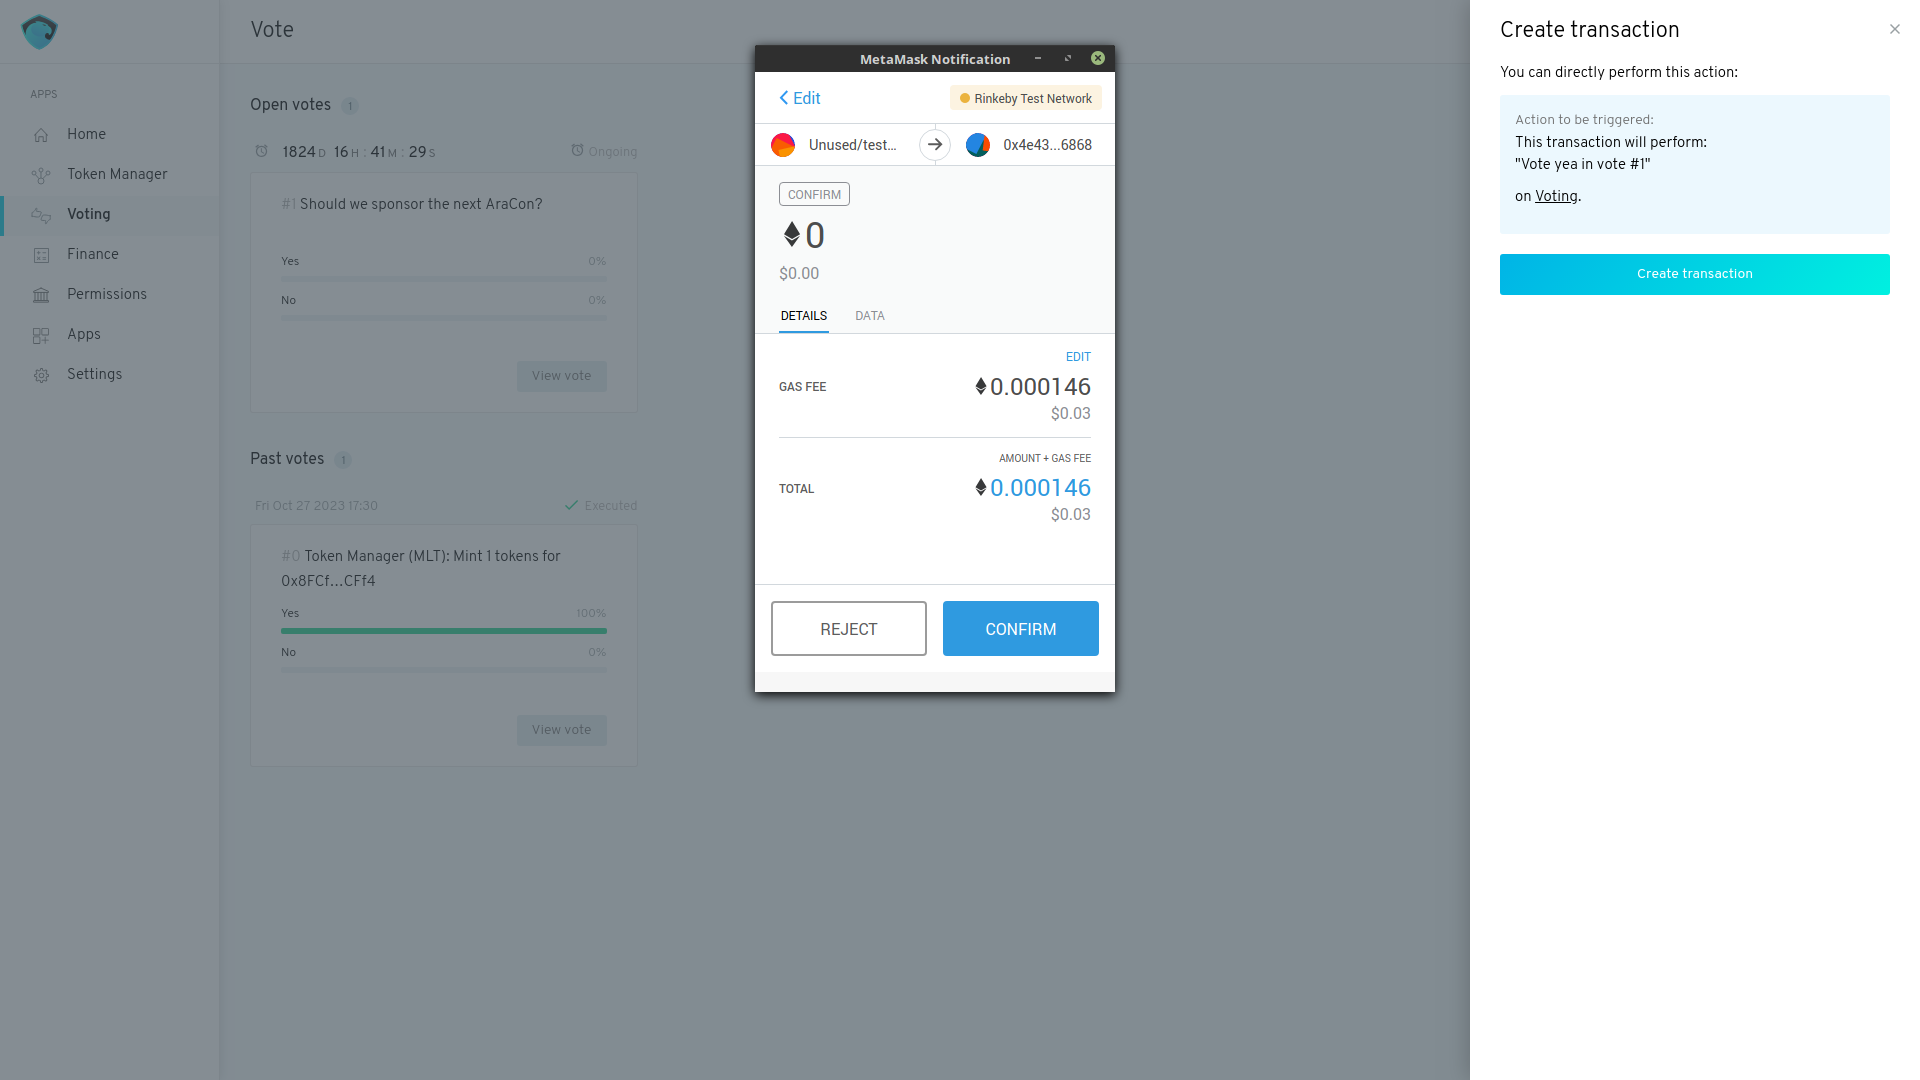 APPS
Home
Token Manager
Voting
Finance
Permissions
Apps
Settings
Vote
Open votes 1
1824 D 16 H : 41 M : 29 S
Ongoing
#1 Should we sponsor the next AraCon?
Yes 0%
No 0%
View vote
Past votes 1
Fri Oct 27 2023 17:30
Executed
#0 Token Manager (MLT): Mint 1 tokens for
0x8FCf…CFf4
Yes 100%
No 0%
View vote
MetaMask Notification
Edit
Rinkeby Test Network
Unused/test...
0x4e43...6868
CONFIRM
0
$0.00
DETAILS DATA
EDIT
GAS FEE 0.000146
$0.03
AMOUNT + GAS FEE
TOTAL 0.000146
$0.03
REJECT CONFIRM
Create transaction
You can directly perform this action:
Action to be triggered:
This transaction will perform:
"Vote yea in vote #1"
on Voting.
Create transaction